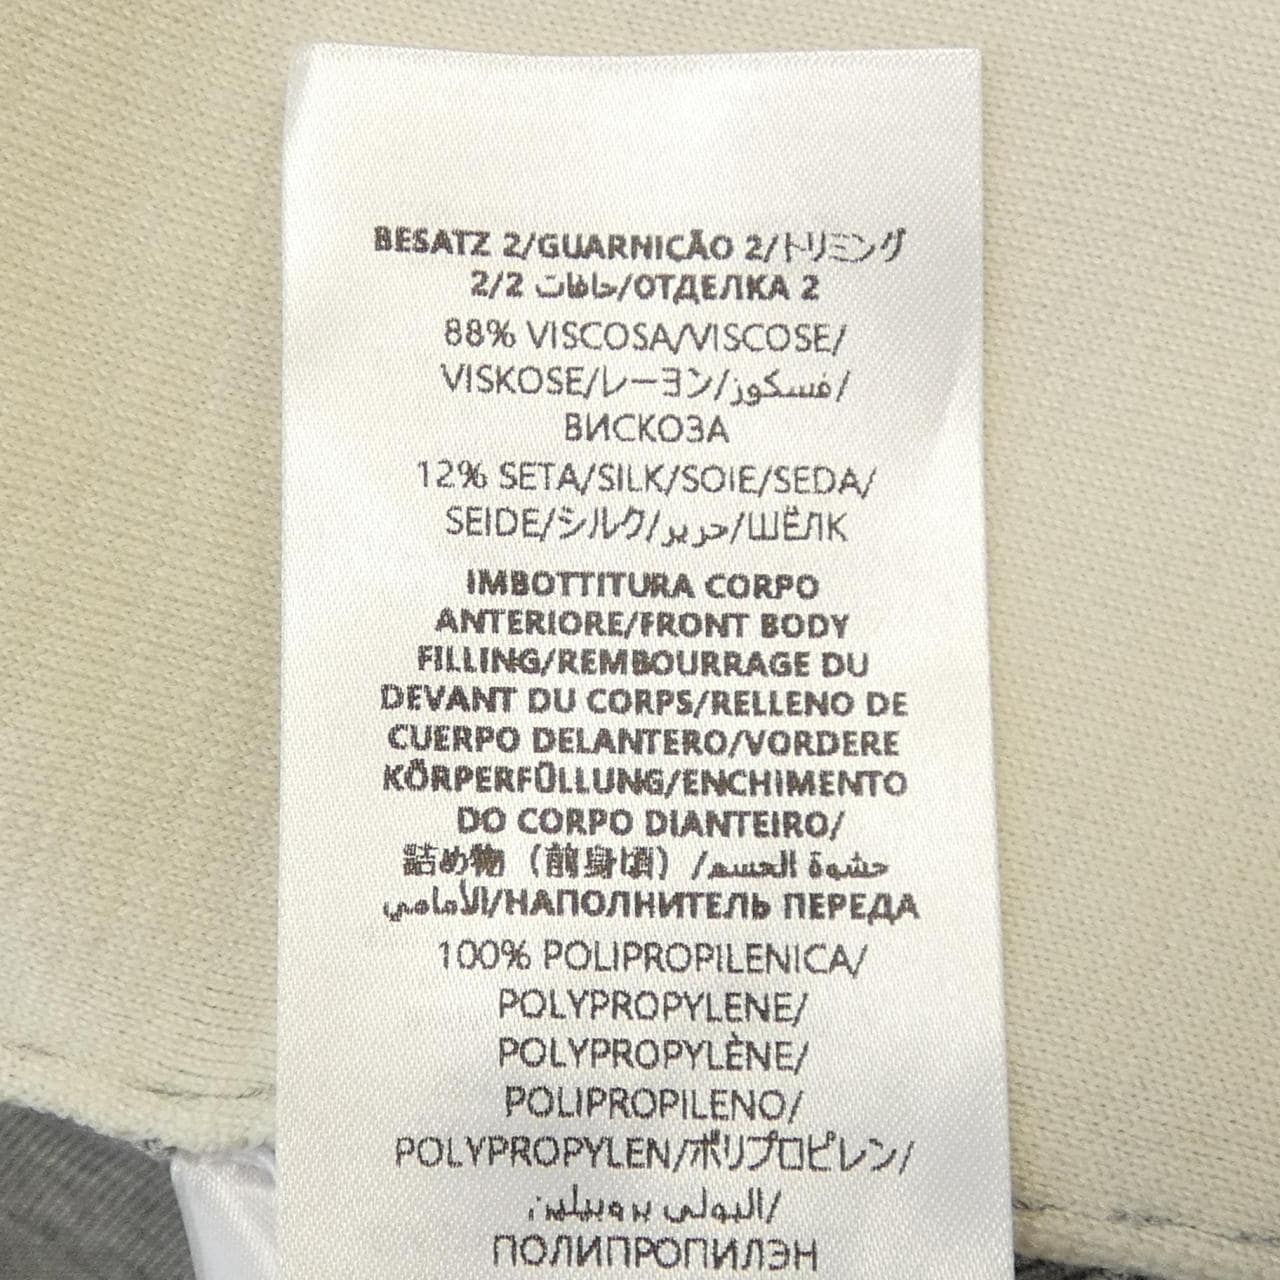 BESATZ 2/GUARNICÃO 2/トリミング
2/2 حافات/ОТДЕЛКА 2
88% VISCOSA/VISCOSE/
VISKOSE/レーヨン/فسكوز/
ВИСКОЗА
12% SETA/SILK/SOIE/SEDA/
SEIDE/シルク/حرير/ШЁЛК
IMBOTTITURA CORPO
ANTERIORE/FRONT BODY
FILLING/REMBOURRAGE DU
DEVANT DU CORPS/RELLENO DE
CUERPO DELANTERO/VORDERE
KÖRPERFÜLLUNG/ENCHIMENTO
DO CORPO DIANTEIRO/
詰め物（前身頃）/حشوة الجسم
الأمامي/НАПОЛНИТЕЛЬ ПЕРЕДА
100% POLIPROPILENICA/
POLYPROPYLENE/
POLYPROPYLÈNE/
POLIPROPILENO/
POLYPROPYLEN/ポリプロピレン/
البولي بروبيلين/
ПОЛИПРОПИЛЭН